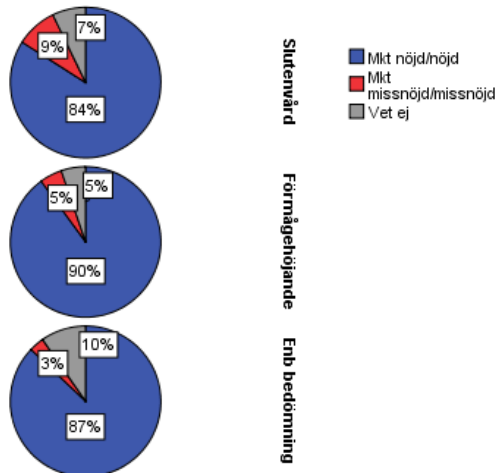 7%
9%
84%
Slutenvård
Mkt nöjd/nöjd
Mkt
missnöjd/missnöjd
Vet ej
5%
5%
90%
Förmågehöjande
10%
3%
87%
Enb bedömning